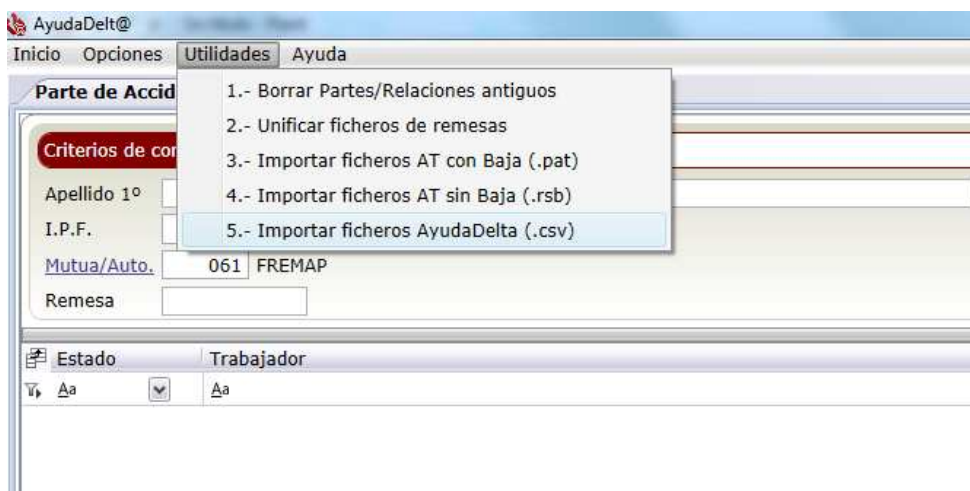 AyudaDelt@
Inicio Opciones Utilidades Ayuda
Parte de Accid
1.- Borrar Partes/Relaciones antiguos
2.- Unificar ficheros de remesas
3.- Importar ficheros AT con Baja (.pat)
4.- Importar ficheros AT sin Baja (.rsb)
5.- Importar ficheros AyudaDelta (.csv)
Criterios de con
Apellido 1º
I.P.F.
Mutua/Auto. 061 FREMAP
Remesa
Estado Trabajador
Aa Aa